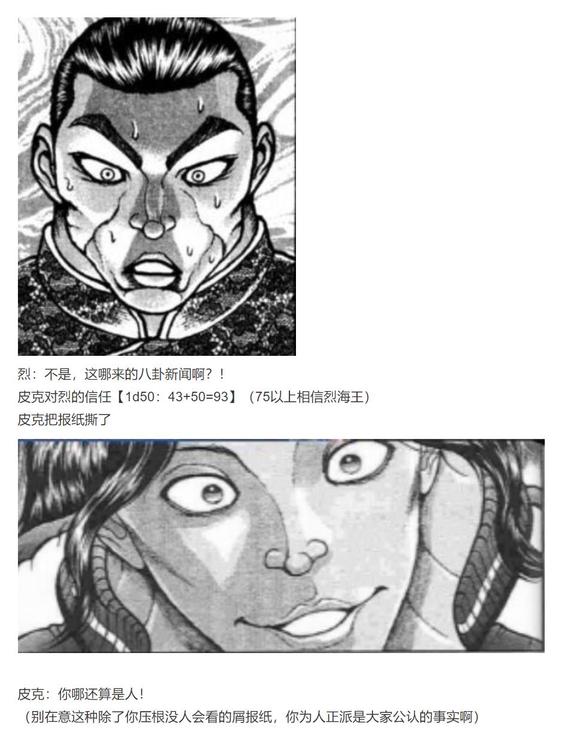 烈：不是，这哪来的八卦新闻啊？！
皮克对烈的信任【1d50：43+50=93】（75以上相信烈海王）
皮克把报纸撕了
皮克：你哪还算是人！
（别在意这种除了你压根没人会看的屑报纸，你为人正派是大家公认的事实啊）